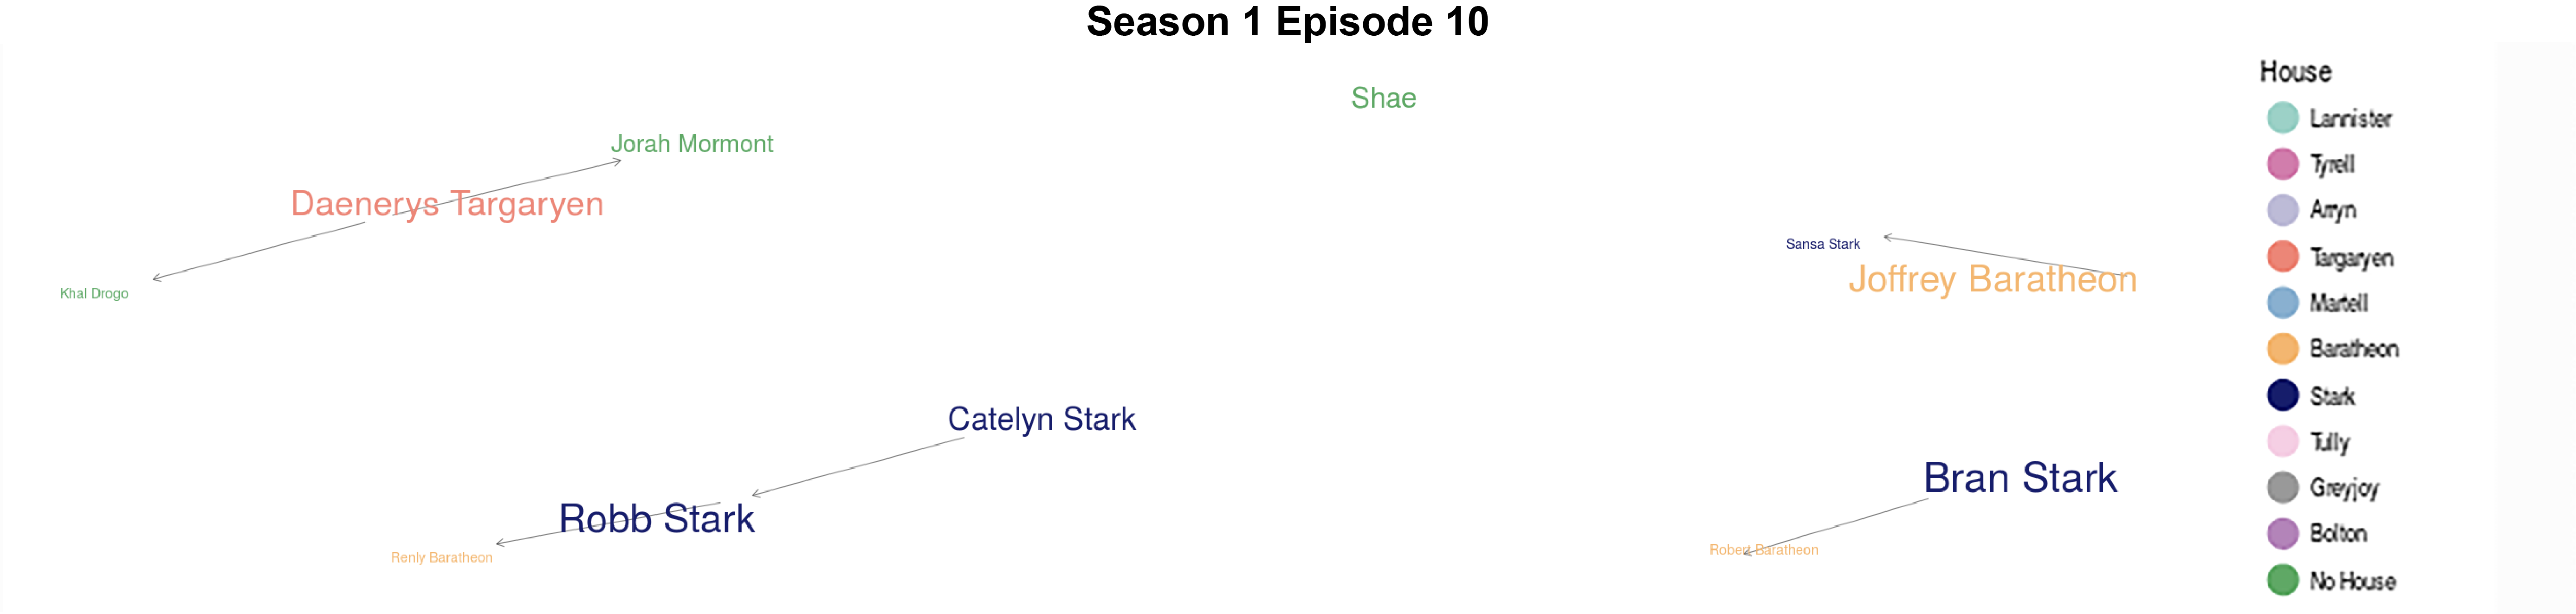 Season 1 Episode 10
Shae
Jorah Mormont
Daenerys Targaryen
Khal Drogo
Sansa Stark
Joffrey Baratheon
Catelyn Stark
Bran Stark
Robb Stark
Renly Baratheon
Robert Baratheon
House
Lannister
Tyrell
Arryn
Targaryen
Martell
Baratheon
Stark
Tully
Greyjoy
Bolton
No House